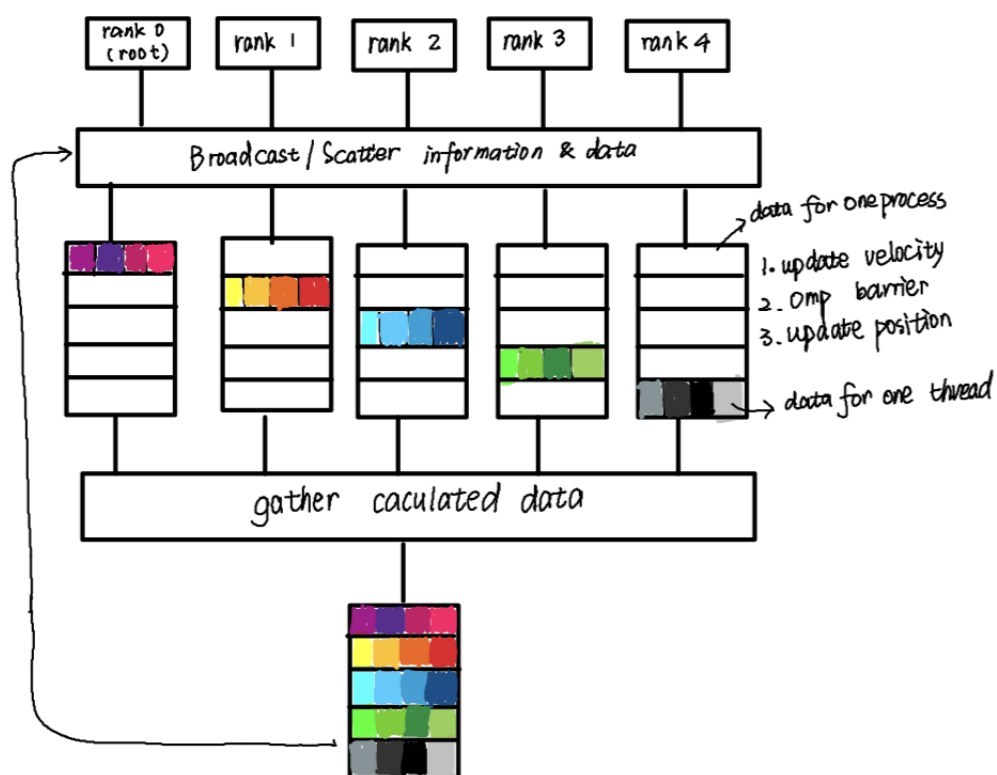 rank 0
(root)
rank 1
rank 2
rank 3
rank 4
Broadcast/Scatter information & data
data for one process
1. update velocity
2. omp barrier
3. update position
data for one thread
gather caculated data